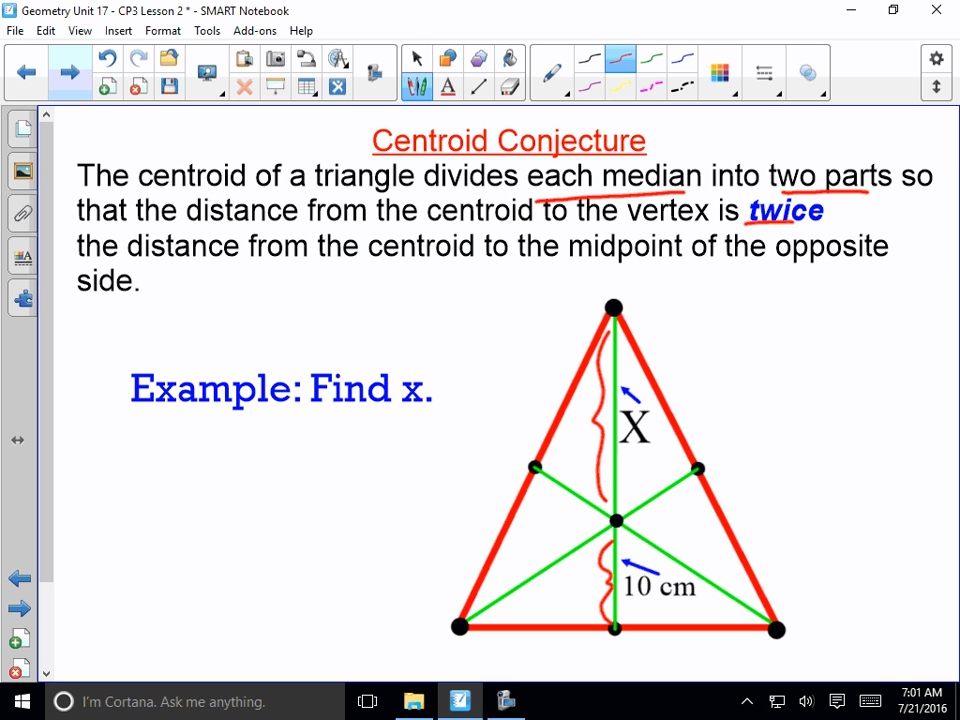 Geometry Unit 17 - CP3 Lesson 2 * - SMART Notebook
File Edit View Insert Format Tools Add-ons Help
Centroid Conjecture
The centroid of a triangle divides each median into two parts so
that the distance from the centroid to the vertex is twice
the distance from the centroid to the midpoint of the opposite
side.
Example: Find x.
X
10 cm
I'm Cortana. Ask me anything.
7:01 AM
7/21/2016